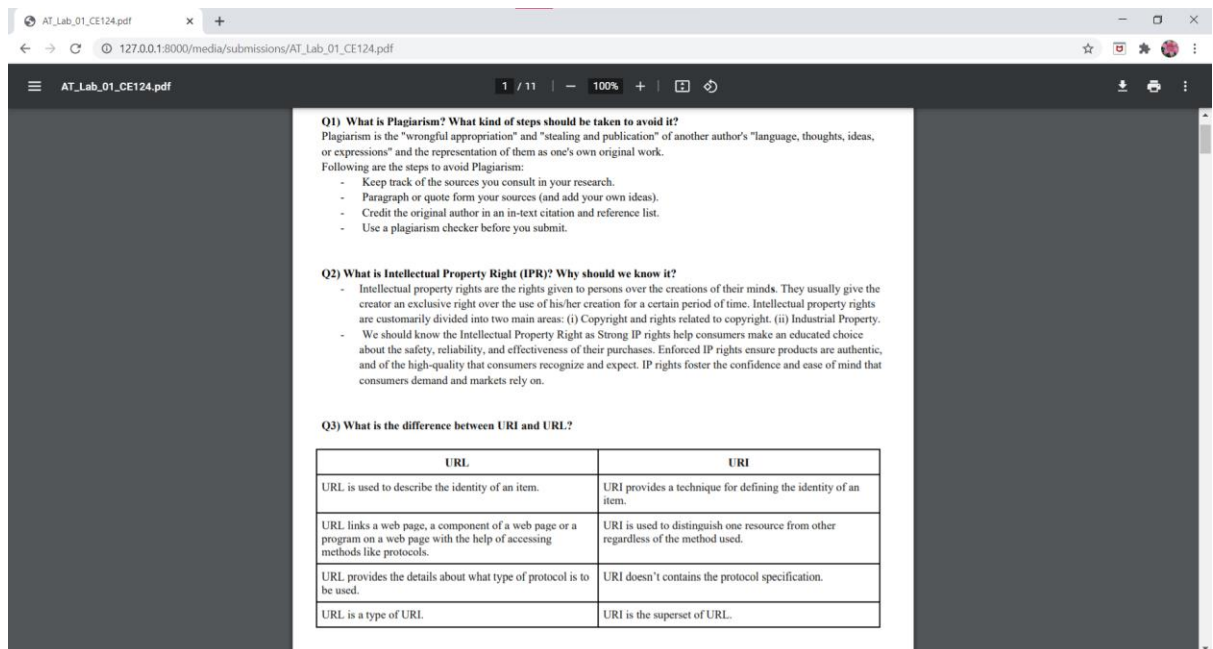 AT_Lab_01_CE124.pdf
127.0.0.1:8000/media/submissions/AT_Lab_01_CE124.pdf
AT_Lab_01_CE124.pdf
1 / 11
100%
Q1) What is Plagiarism? What kind of steps should be taken to avoid it?
Plagiarism is the "wrongful appropriation" and "stealing and publication" of another author's "language, thoughts, ideas,
or expressions" and the representation of them as one's own original work.
Following are the steps to avoid Plagiarism:
- Keep track of the sources you consult in your research.
- Paragraph or quote form your sources (and add your own ideas).
- Credit the original author in an in-text citation and reference list.
- Use a plagiarism checker before you submit.
Q2) What is Intellectual Property Right (IPR)? Why should we know it?
- Intellectual property rights are the rights given to persons over the creations of their minds. They usually give the
creator an exclusive right over the use of his/her creation for a certain period of time. Intellectual property rights
are customarily divided into two main areas: (i) Copyright and rights related to copyright. (ii) Industrial Property.
- We should know the Intellectual Property Right as Strong IP rights help consumers make an educated choice
about the safety, reliability, and effectiveness of their purchases. Enforced IP rights ensure products are authentic,
and of the high-quality that consumers recognize and expect. IP rights foster the confidence and ease of mind that
consumers demand and markets rely on.
Q3) What is the difference between URI and URL?
URL
URI
URL is used to describe the identity of an item.
URI provides a technique for defining the identity of an
item.
URL links a web page, a component of a web page or a
program on a web page with the help of accessing
methods like protocols.
URI is used to distinguish one resource from other
regardless of the method used.
URL provides the details about what type of protocol is to
be used.
URI doesn't contains the protocol specification.
URL is a type of URI.
URI is the superset of URL.